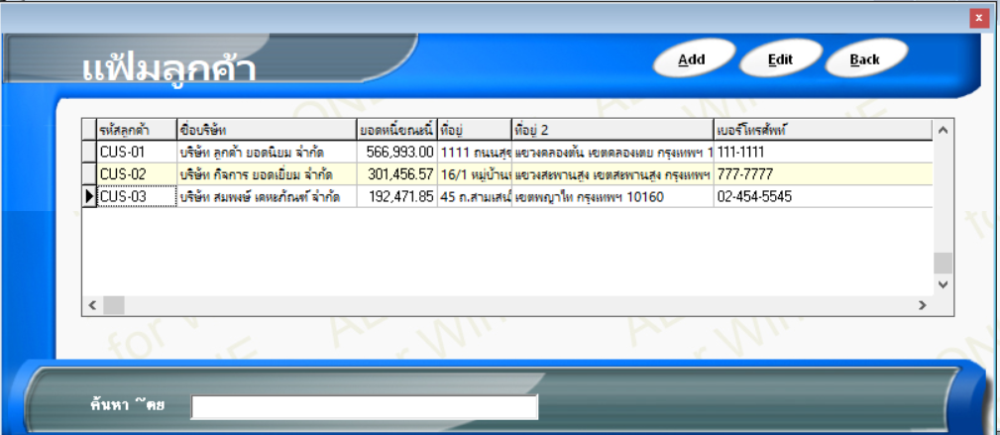 แฟ้มลูกค้า
Add Edit Back
รหัสลูกค้า ชื่อบริษัท ยอดหนี้ขณะนี้ ที่อยู่ ที่อยู่ 2 เบอร์โทรศัพท์
CUS-01 บริษัท ลูกค้า ยอดนิยม จำกัด 566,993.00 1111 ถนนสุข แขวงคลองตัน เขตคลองเตย กรุงเทพฯ 1 111-1111
CUS-02 บริษัท กิจการ ยอดเยี่ยม จำกัด 301,456.57 16/1 หมู่บ้าน แขวงสะพานสูง เขตสะพานสูง กรุงเทพฯ 777-7777
CUS-03 บริษัท สมพงษ์ เคหะภัณฑ์ จำกัด 192,471.85 45 ถ.สามเสน เขตพญาไท กรุงเทพฯ 10160 02-454-5545
ค้นหา ~ตย